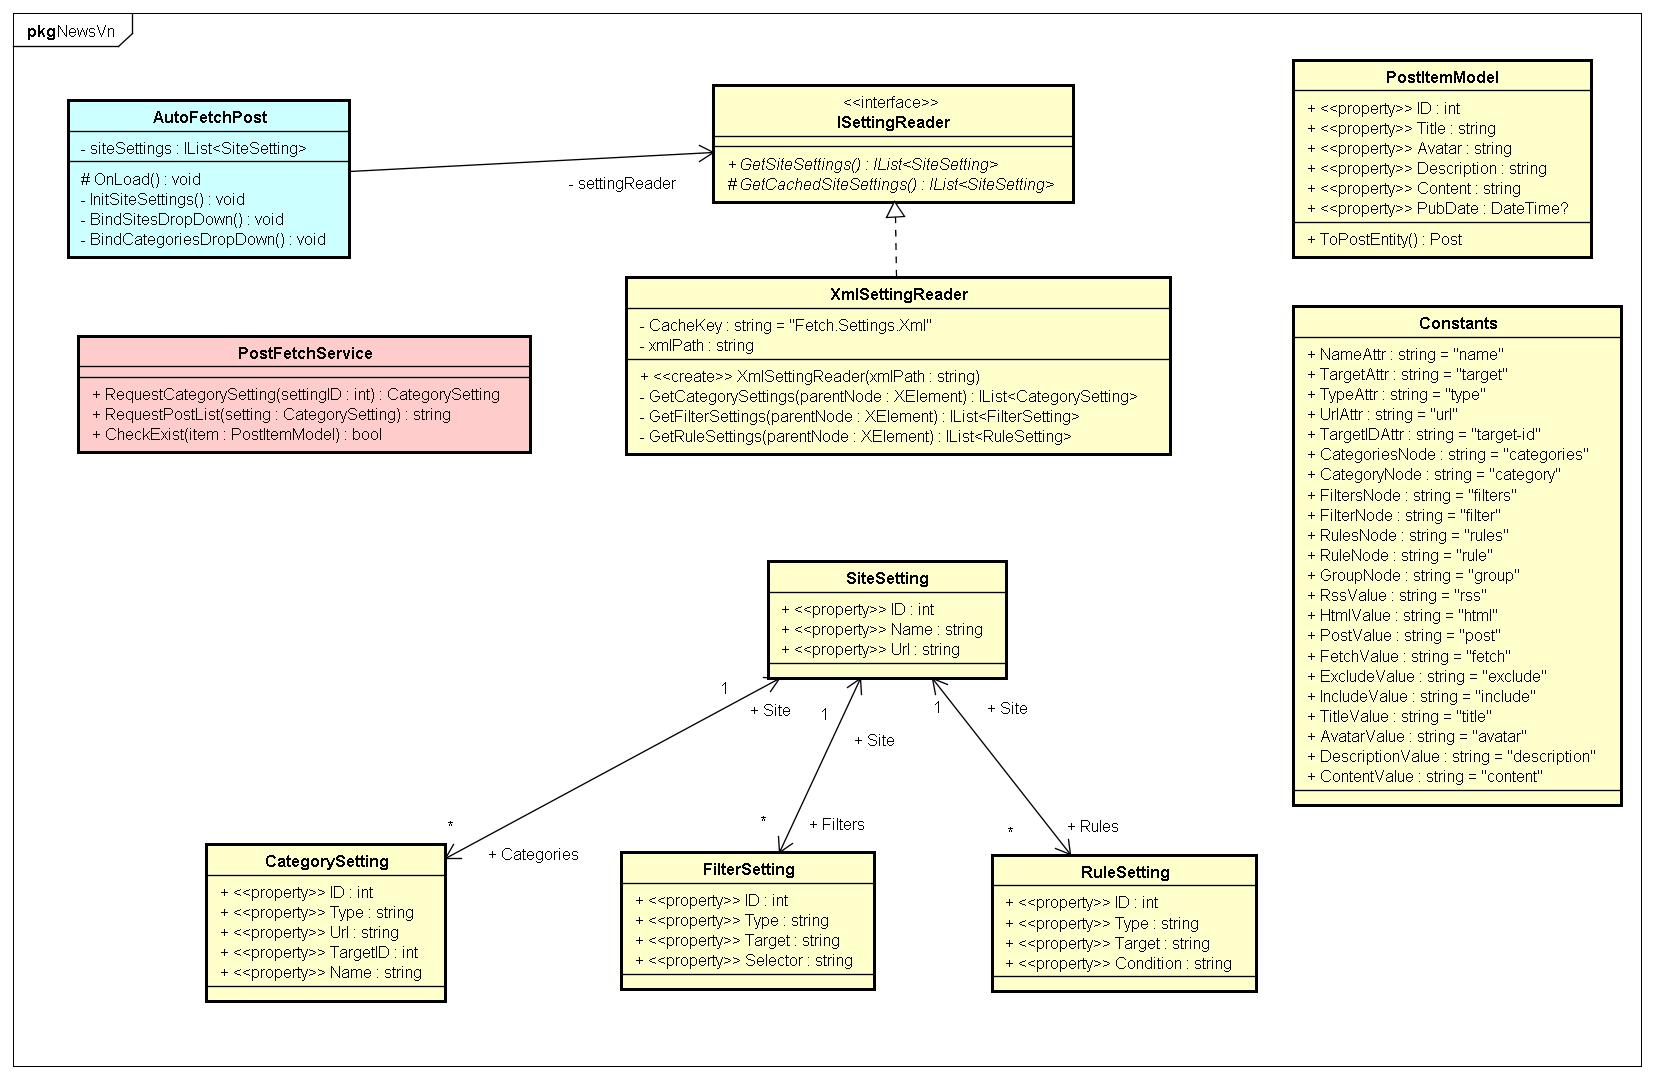 pkgNewsVn
AutoFetchPost
- siteSettings : IList<SiteSetting>
# OnLoad() : void
- InitSiteSettings() : void
- BindSitesDropDown() : void
- BindCategoriesDropDown() : void
- settingReader
<<interface>>
ISettingReader
+ GetSiteSettings() : IList<SiteSetting>
# GetCachedSiteSettings() : IList<SiteSetting>
PostItemModel
+ <<property>> ID : int
+ <<property>> Title : string
+ <<property>> Avatar : string
+ <<property>> Description : string
+ <<property>> Content : string
+ <<property>> PubDate : DateTime?
+ ToPostEntity() : Post
XmlSettingReader
- CacheKey : string = "Fetch.Settings.Xml"
- xmlPath : string
+ <<create>> XmlSettingReader(xmlPath : string)
- GetCategorySettings(parentNode : XElement) : IList<CategorySetting>
- GetFilterSettings(parentNode : XElement) : IList<FilterSetting>
- GetRuleSettings(parentNode : XElement) : IList<RuleSetting>
PostFetchService
+ RequestCategorySetting(settingID : int) : CategorySetting
+ RequestPostList(setting : CategorySetting) : string
+ CheckExist(item : PostItemModel) : bool
Constants
+ NameAttr : string = "name"
+ TargetAttr : string = "target"
+ TypeAttr : string = "type"
+ UrlAttr : string = "url"
+ TargetIDAttr : string = "target-id"
+ CategoriesNode : string = "categories"
+ CategoryNode : string = "category"
+ FiltersNode : string = "filters"
+ FilterNode : string = "filter"
+ RulesNode : string = "rules"
+ RuleNode : string = "rule"
+ GroupNode : string = "group"
+ RssValue : string = "rss"
+ HtmlValue : string = "html"
+ PostValue : string = "post"
+ FetchValue : string = "fetch"
+ ExcludeValue : string = "exclude"
+ IncludeValue : string = "include"
+ TitleValue : string = "title"
+ AvatarValue : string = "avatar"
+ DescriptionValue : string = "description"
+ ContentValue : string = "content"
SiteSetting
+ <<property>> ID : int
+ <<property>> Name : string
+ <<property>> Url : string
1
+ Site
1
+ Site
1
+ Site
*
+ Categories
*
+ Filters
*
+ Rules
CategorySetting
+ <<property>> ID : int
+ <<property>> Type : string
+ <<property>> Url : string
+ <<property>> TargetID : int
+ <<property>> Name : string
FilterSetting
+ <<property>> ID : int
+ <<property>> Type : string
+ <<property>> Target : string
+ <<property>> Selector : string
RuleSetting
+ <<property>> ID : int
+ <<property>> Type : string
+ <<property>> Target : string
+ <<property>> Condition : string